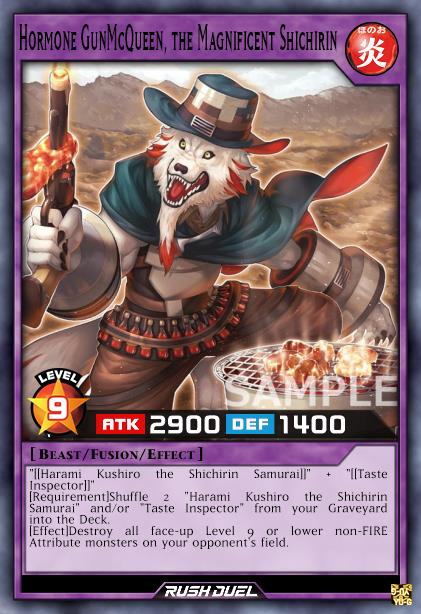 Hormone GunMcQueen, the Magnificent Shichirin
ほのお
炎
SAMPLE
LEVEL
9
ATK 2900 DEF 1400
[Beast/Fusion/Effect]
"[[Harami Kushiro the Shichirin Samurai]]" + "[[Taste
Inspector]]"
[Requirement]Shuffle 2 "Harami Kushiro the Shichirin
Samurai" and/or "Taste Inspector" from your Graveyard
into the Deck.
[Effect]Destroy all face-up Level 9 or lower non-FIRE
Attribute monsters on your opponent's field.
RUSH DUEL